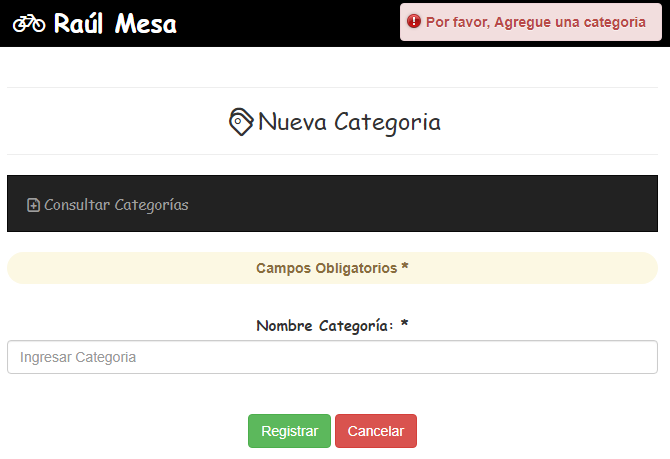 Raúl Mesa
Por favor, Agregue una categoria
Nueva Categoria
Consultar Categorías
Campos Obligatorios *
Nombre Categoría: *
Ingresar Categoria
Registrar Cancelar